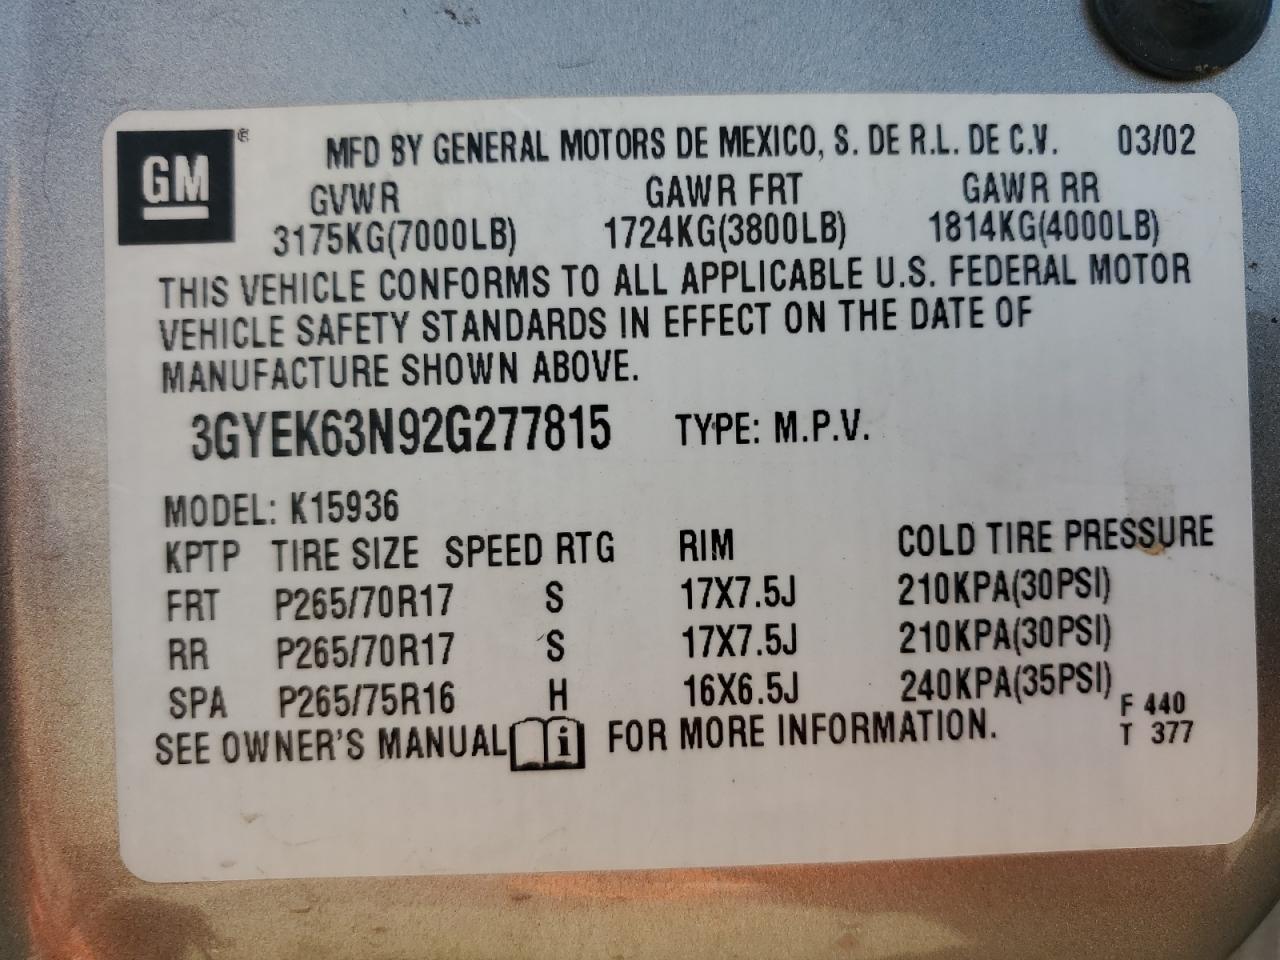 GM ®
MFD BY GENERAL MOTORS DE MEXICO, S. DE R.L. DE C.V. 03/02
GVWR GAWR FRT GAWR RR
3175KG(7000LB) 1724KG(3800LB) 1814KG(4000LB)
THIS VEHICLE CONFORMS TO ALL APPLICABLE U.S. FEDERAL MOTOR
VEHICLE SAFETY STANDARDS IN EFFECT ON THE DATE OF
MANUFACTURE SHOWN ABOVE.
3GYEK63N92G277815 TYPE: M.P.V.
MODEL: K15936
KPTP TIRE SIZE SPEED RTG RIM COLD TIRE PRESSURE
FRT P265/70R17 S 17X7.5J 210KPA(30PSI)
RR P265/70R17 S 17X7.5J 210KPA(30PSI)
SPA P265/75R16 H 16X6.5J 240KPA(35PSI)
F 440
SEE OWNER'S MANUAL i FOR MORE INFORMATION. T 377